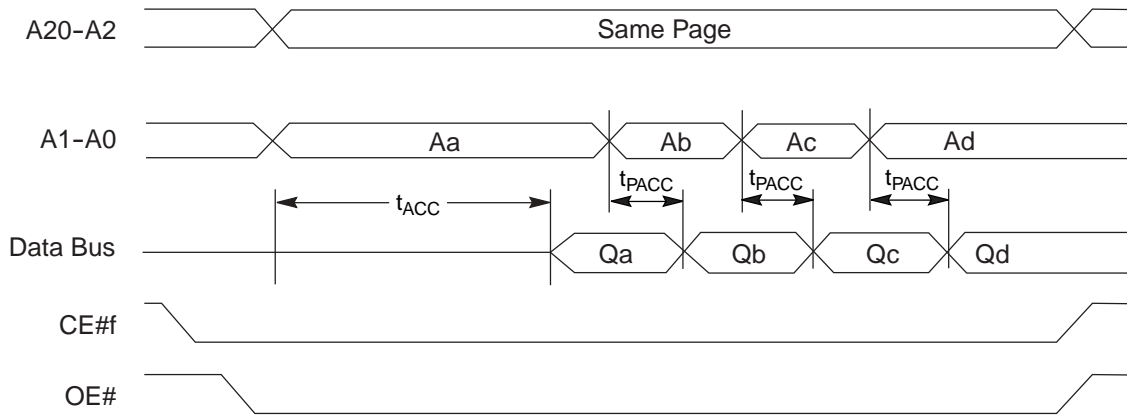 A20-A2
Same Page
A1-A0
Aa
Ab
Ac
Ad
tACC
tPACC
tPACC
tPACC
Data Bus
Qa
Qb
Qc
Qd
CE#f
OE#